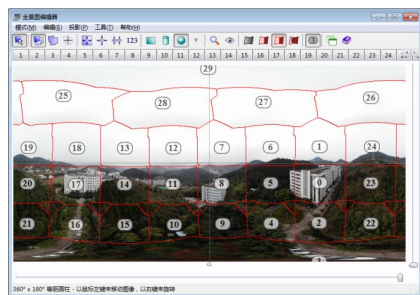 全景图编辑器
模式(M) 编辑(E) 投影(P) 工具(T) 帮助(H)
123
1 2 3 4 5 6 7 8 9 10 11 12 13 14 15 16 17 18 19 20 21 22 23 24
29
25 28 27 26
19 18 13 12 7 6 1 24
20 17 14 11 8 5 0 23
21 16 15 10 9 4 2 22
3
360° x 180° 等距圆柱 - 以鼠标左键来移动图像，以右键来旋转